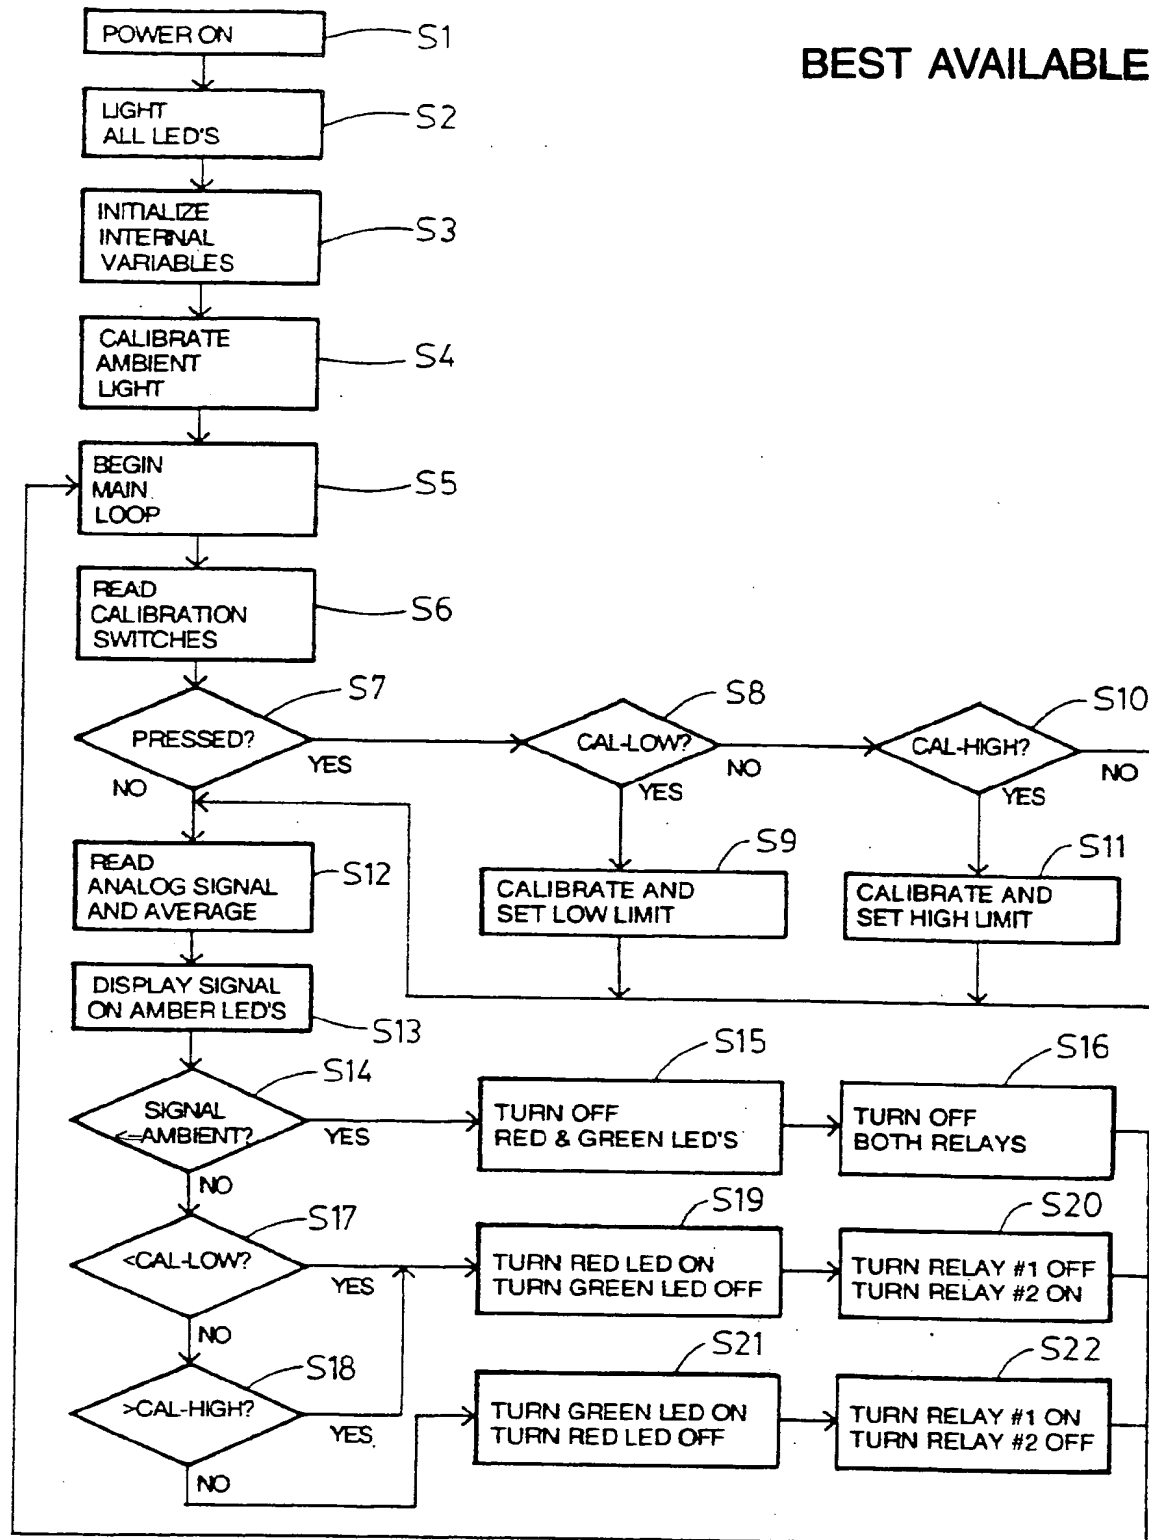 POWER ON
S1
BEST AVAILABLE
LIGHT
ALL LED'S
S2
INITIALIZE
INTERNAL
VARIABLES
S3
CALIBRATE
AMBIENT
LIGHT
S4
BEGIN
MAIN
LOOP
S5
READ
CALIBRATION
SWITCHES
S6
PRESSED?
S7
YES
NO
CAL-LOW?
S8
NO
YES
CAL-HIGH?
S10
NO
YES
READ
ANALOG SIGNAL
AND AVERAGE
S12
CALIBRATE AND
SET LOW LIMIT
S9
CALIBRATE AND
SET HIGH LIMIT
S11
DISPLAY SIGNAL
ON AMBER LED'S
S13
SIGNAL
<=AMBIENT?
S14
YES
NO
TURN OFF
RED & GREEN LED'S
S15
TURN OFF
BOTH RELAYS
S16
<CAL-LOW?
S17
YES
NO
TURN RED LED ON
TURN GREEN LED OFF
S19
TURN RELAY #1 OFF
TURN RELAY #2 ON
S20
>CAL-HIGH?
S18
YES
NO
TURN GREEN LED ON
TURN RED LED OFF
S21
TURN RELAY #1 ON
TURN RELAY #2 OFF
S22